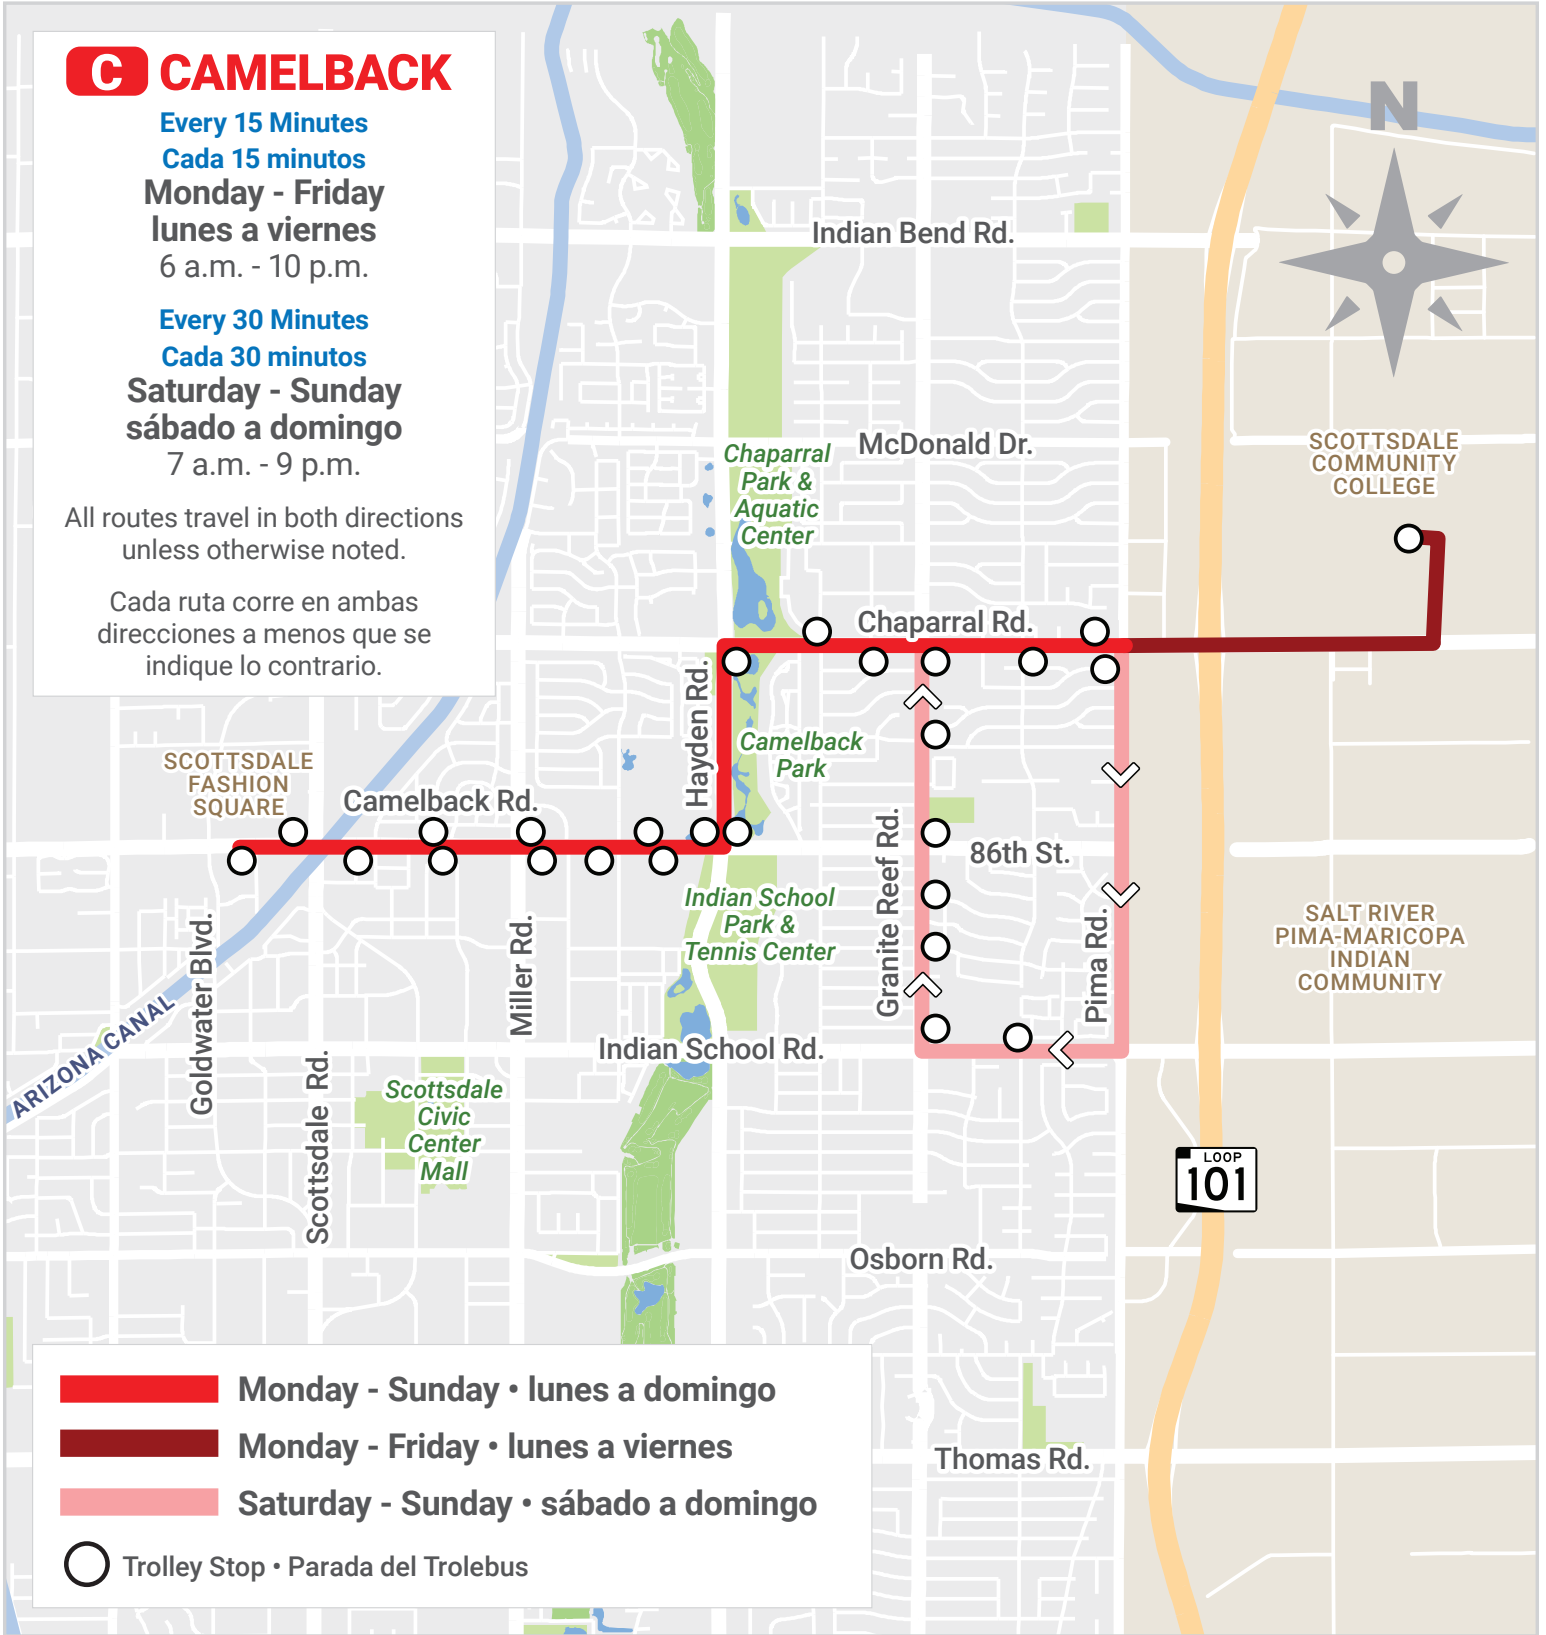 C CAMELBACK
Every 15 Minutes
Cada 15 minutos
Monday - Friday
lunes a viernes
6 a.m. - 10 p.m.
Every 30 Minutes
Cada 30 minutos
Saturday - Sunday
sábado a domingo
7 a.m. - 9 p.m.
All routes travel in both directions
unless otherwise noted.
Cada ruta corre en ambas
direcciones a menos que se
indique lo contrario.
N
Indian Bend Rd.
McDonald Dr.
Chaparral
Park &
Aquatic
Center
SCOTTSDALE
COMMUNITY
COLLEGE
Chaparral Rd.
Hayden Rd.
Camelback
Park
SCOTTSDALE
FASHION
SQUARE
Camelback Rd.
Granite Reef Rd.
86th St.
Pima Rd.
Indian School
Park &
Tennis Center
SALT RIVER
PIMA-MARICOPA
INDIAN
COMMUNITY
Goldwater Blvd.
Miller Rd.
ARIZONA CANAL
Scottsdale Rd.
Indian School Rd.
Scottsdale
Civic
Center
Mall
LOOP
101
Osborn Rd.
Thomas Rd.
Monday - Sunday • lunes a domingo
Monday - Friday • lunes a viernes
Saturday - Sunday • sábado a domingo
Trolley Stop • Parada del Trolebus